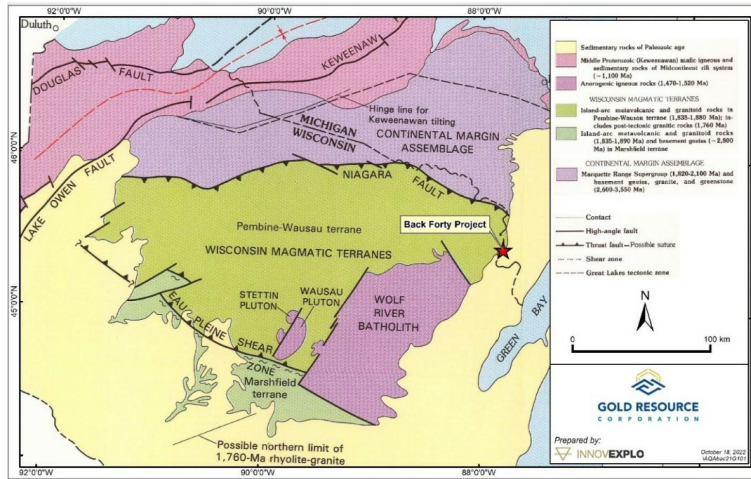 92°0'0"W
90°0'0"W
88°0'0"W
Duluth
DOUGLAS
FAULT
KEWEENAW
FAULT
Hinge line for
Keweenawan tilting
MICHIGAN
WISCONSIN
CONTINENTAL MARGIN
ASSEMBLAGE
46°0'0"N
LAKE OWEN FAULT
NIAGARA
FAULT
Back Forty Project
Pembine-Wausau terrane
WISCONSIN MAGMATIC TERRANES
?
45°0'0"N
STETTIN
PLUTON
WAUSAU
PLUTON
WOLF
RIVER
BATHOLITH
EAU PLEINE SHEAR
ZONE
Marshfield
terrane
GREEN BAY
Possible northern limit of
1,760-Ma rhyolite-granite
92°0'0"W
90°0'0"W
88°0'0"W
Sedimentary rocks of Paleozoic age
Middle Proterozoic (Keweenawan) mafic igneous and
sedimentary rocks of Midcontinent rift system
(~1,100 Ma)
Anorogenic igneous rocks (1,470-1,520 Ma)
WISCONSIN MAGMATIC TERRANES
Island-arc metavolcanic and granitoid rocks in
Pembine-Wausau terrane (1,835-1,880 Ma); in-
cludes post-tectonic granitic rocks (1,760 Ma)
Island-arc metavolcanic and granitoid rocks
(1,835-1,890 Ma) and basement gneiss (~2,800
Ma) in Marshfield terrane
CONTINENTAL MARGIN ASSEMBLAGE
Marquette Range Supergroup (1,820-2,100 Ma) and
basement gneiss, granite, and greenstone
(2,600-3,550 Ma)
Contact
High-angle fault
Thrust fault—Possible suture
Shear zone
Great Lakes tectonic zone
N
0
100 km
GOLD RESOURCE
CORPORATION
Prepared by:
INNOVEXPLO
October 18, 2022